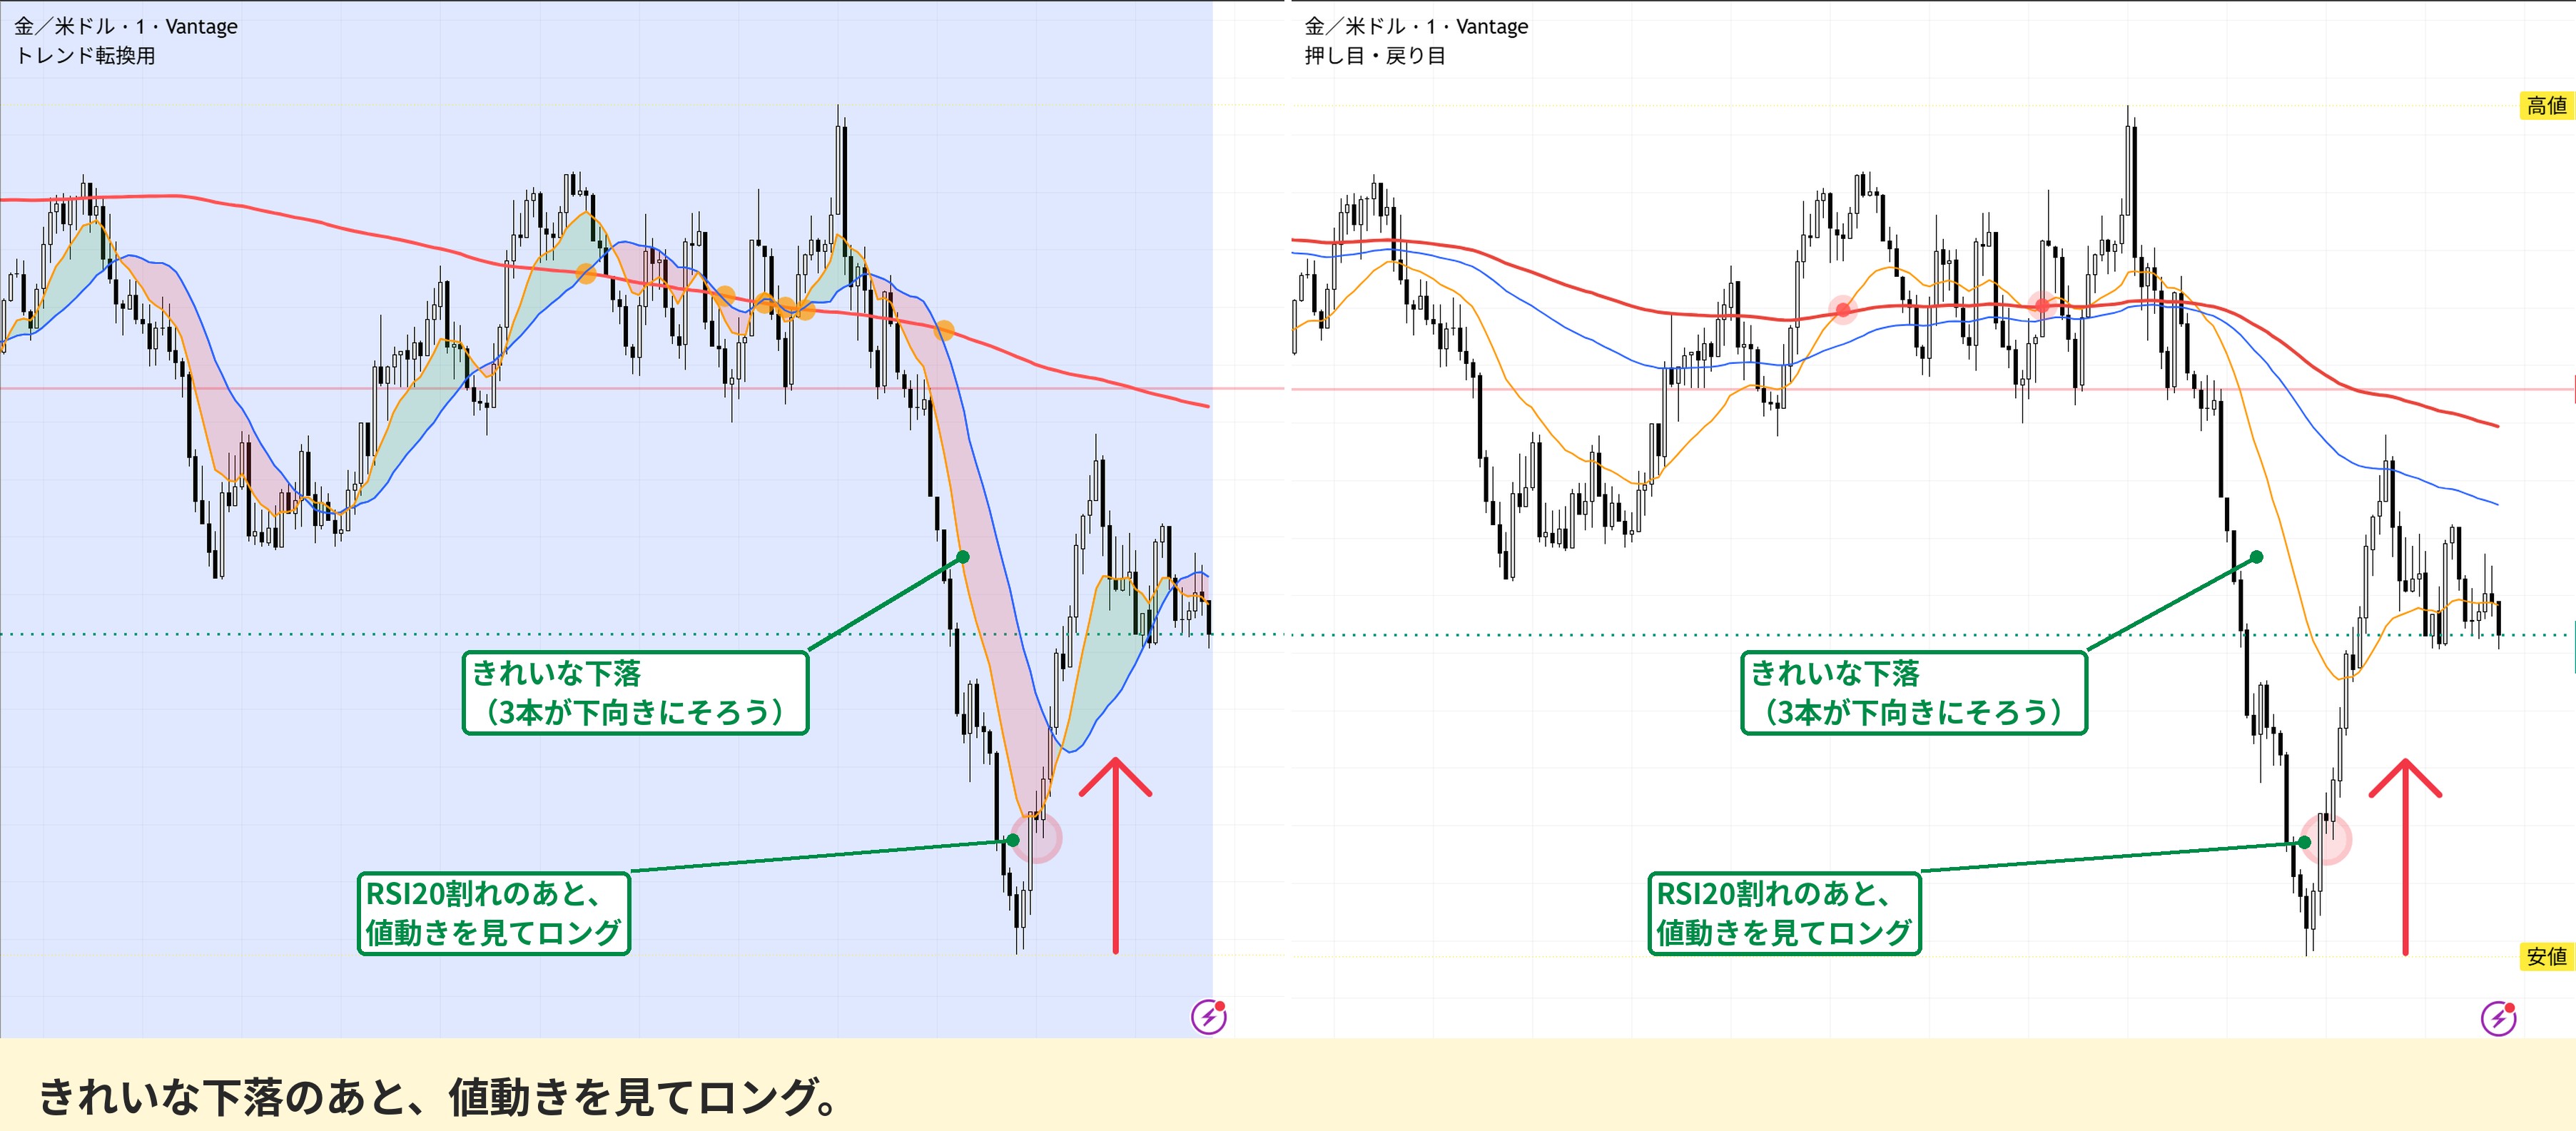 金／米ドル・1・Vantage
トレンド転換用
きれいな下落
（3本が下向きにそろう）
RSI20割れのあと、
値動きを見てロング
金／米ドル・1・Vantage
押し目・戻り目
高値
きれいな下落
（3本が下向きにそろう）
RSI20割れのあと、
値動きを見てロング
安値
きれいな下落のあと、値動きを見てロング。